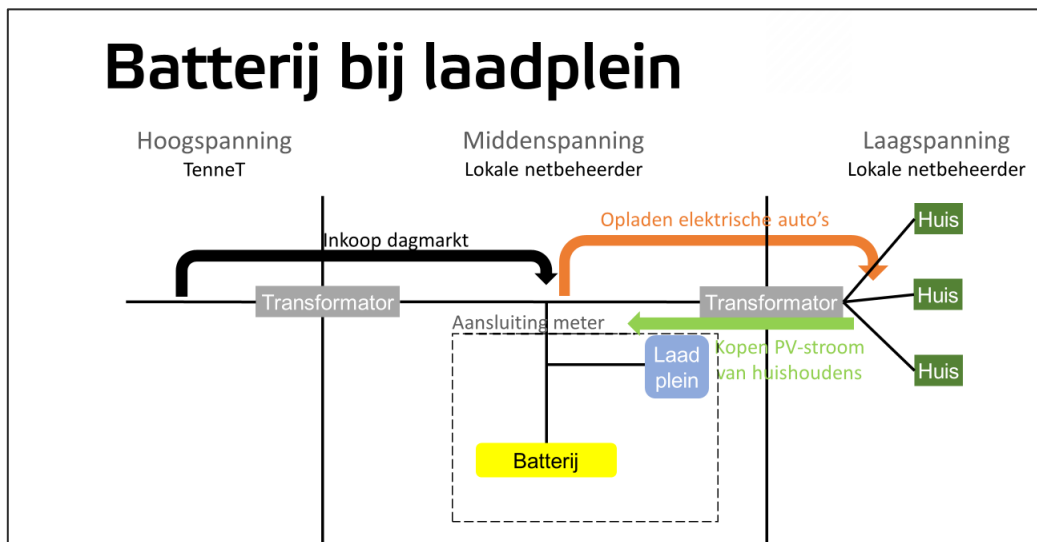 Batterij bij laadplein
Hoogspanning
TenneT
Middenspanning
Lokale netbeheerder
Laagspanning
Lokale netbeheerder
Inkoop dagmarkt
Opladen elektrische auto's
Huis
Transformator
Transformator
Huis
Aansluiting meter
Laad
plein
Kopen PV-stroom
van huishoudens
Huis
Batterij